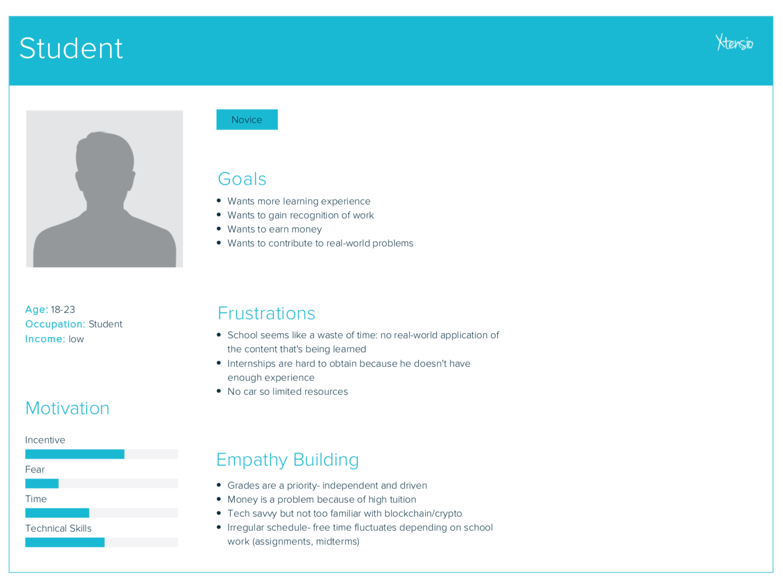 Student
Xtensio
Novice
Goals
• Wants more learning experience
• Wants to gain recognition of work
• Wants to earn money
• Wants to contribute to real-world problems
Age: 18-23
Occupation: Student
Income: low
Frustrations
• School seems like a waste of time: no real-world application of
the content that's being learned
• Internships are hard to obtain because he doesn't have
enough experience
• No car so limited resources
Motivation
Incentive
Fear
Time
Technical Skills
Empathy Building
• Grades are a priority- independent and driven
• Money is a problem because of high tuition
• Tech savvy but not too familiar with blockchain/crypto
• Irregular schedule- free time fluctuates depending on school
work (assignments, midterms)